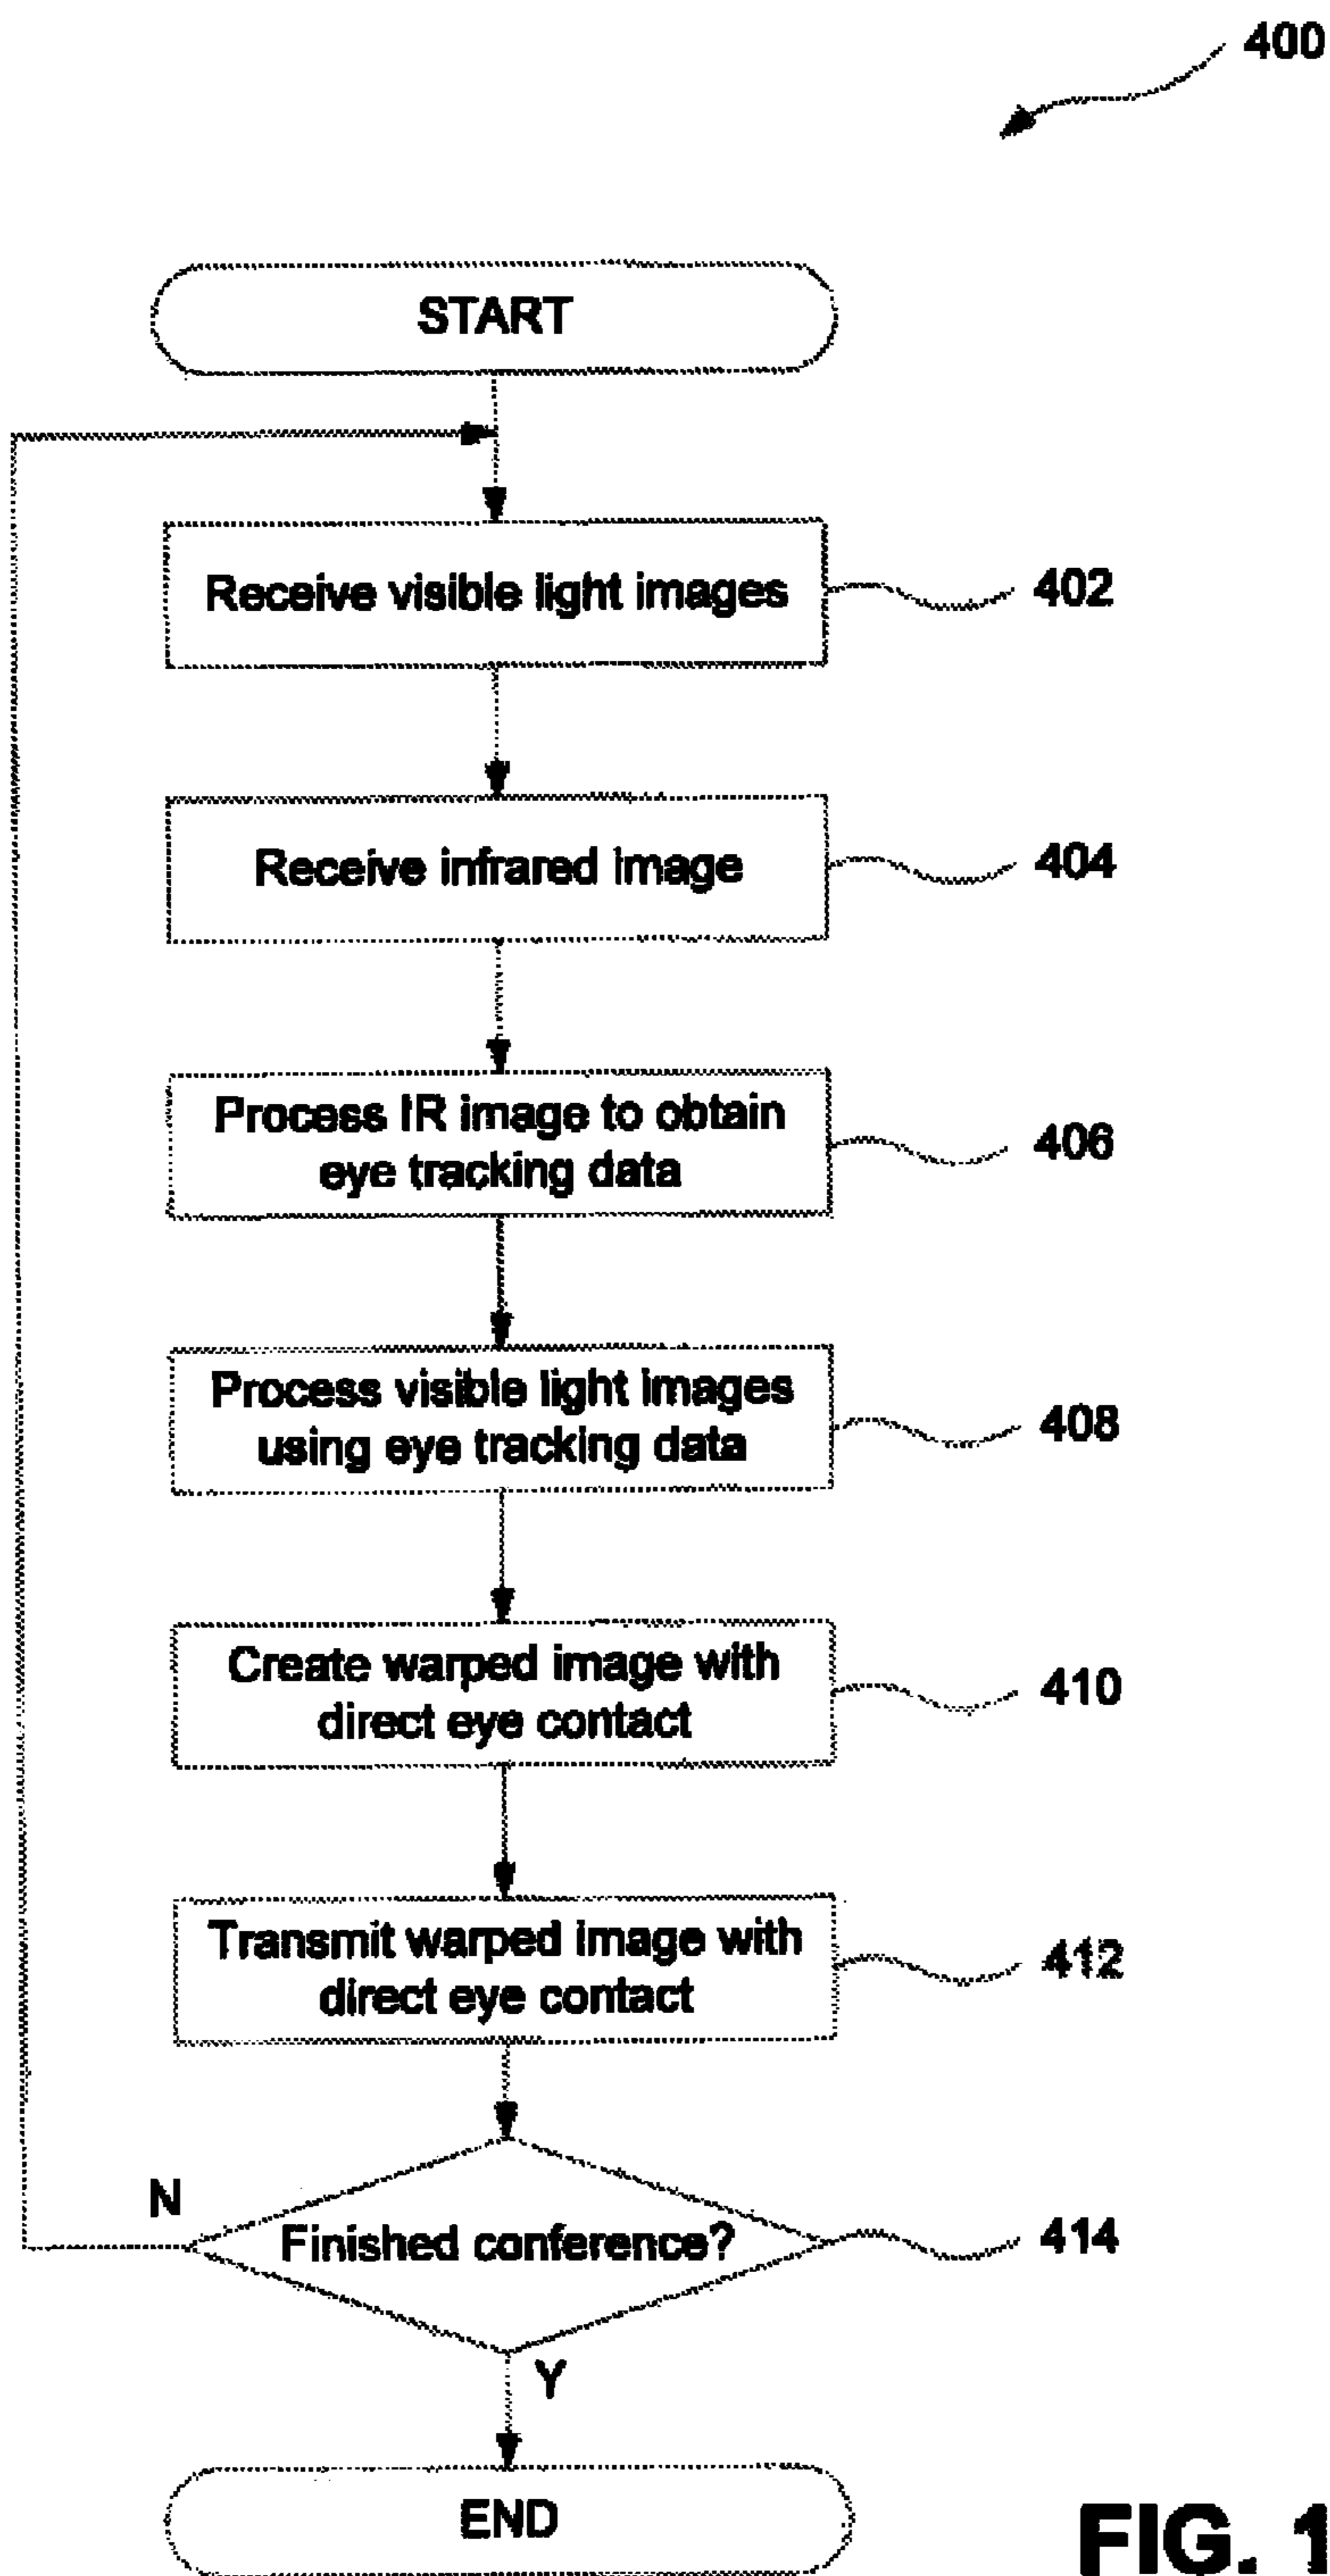 400
START
Receive visible light images
402
Receive infrared image
404
Process IR image to obtain
eye tracking data
406
Process visible light images
using eye tracking data
408
Create warped image with
direct eye contact
410
Transmit warped image with
direct eye contact
412
N
Finished conference?
414
Y
END
FIG. 1